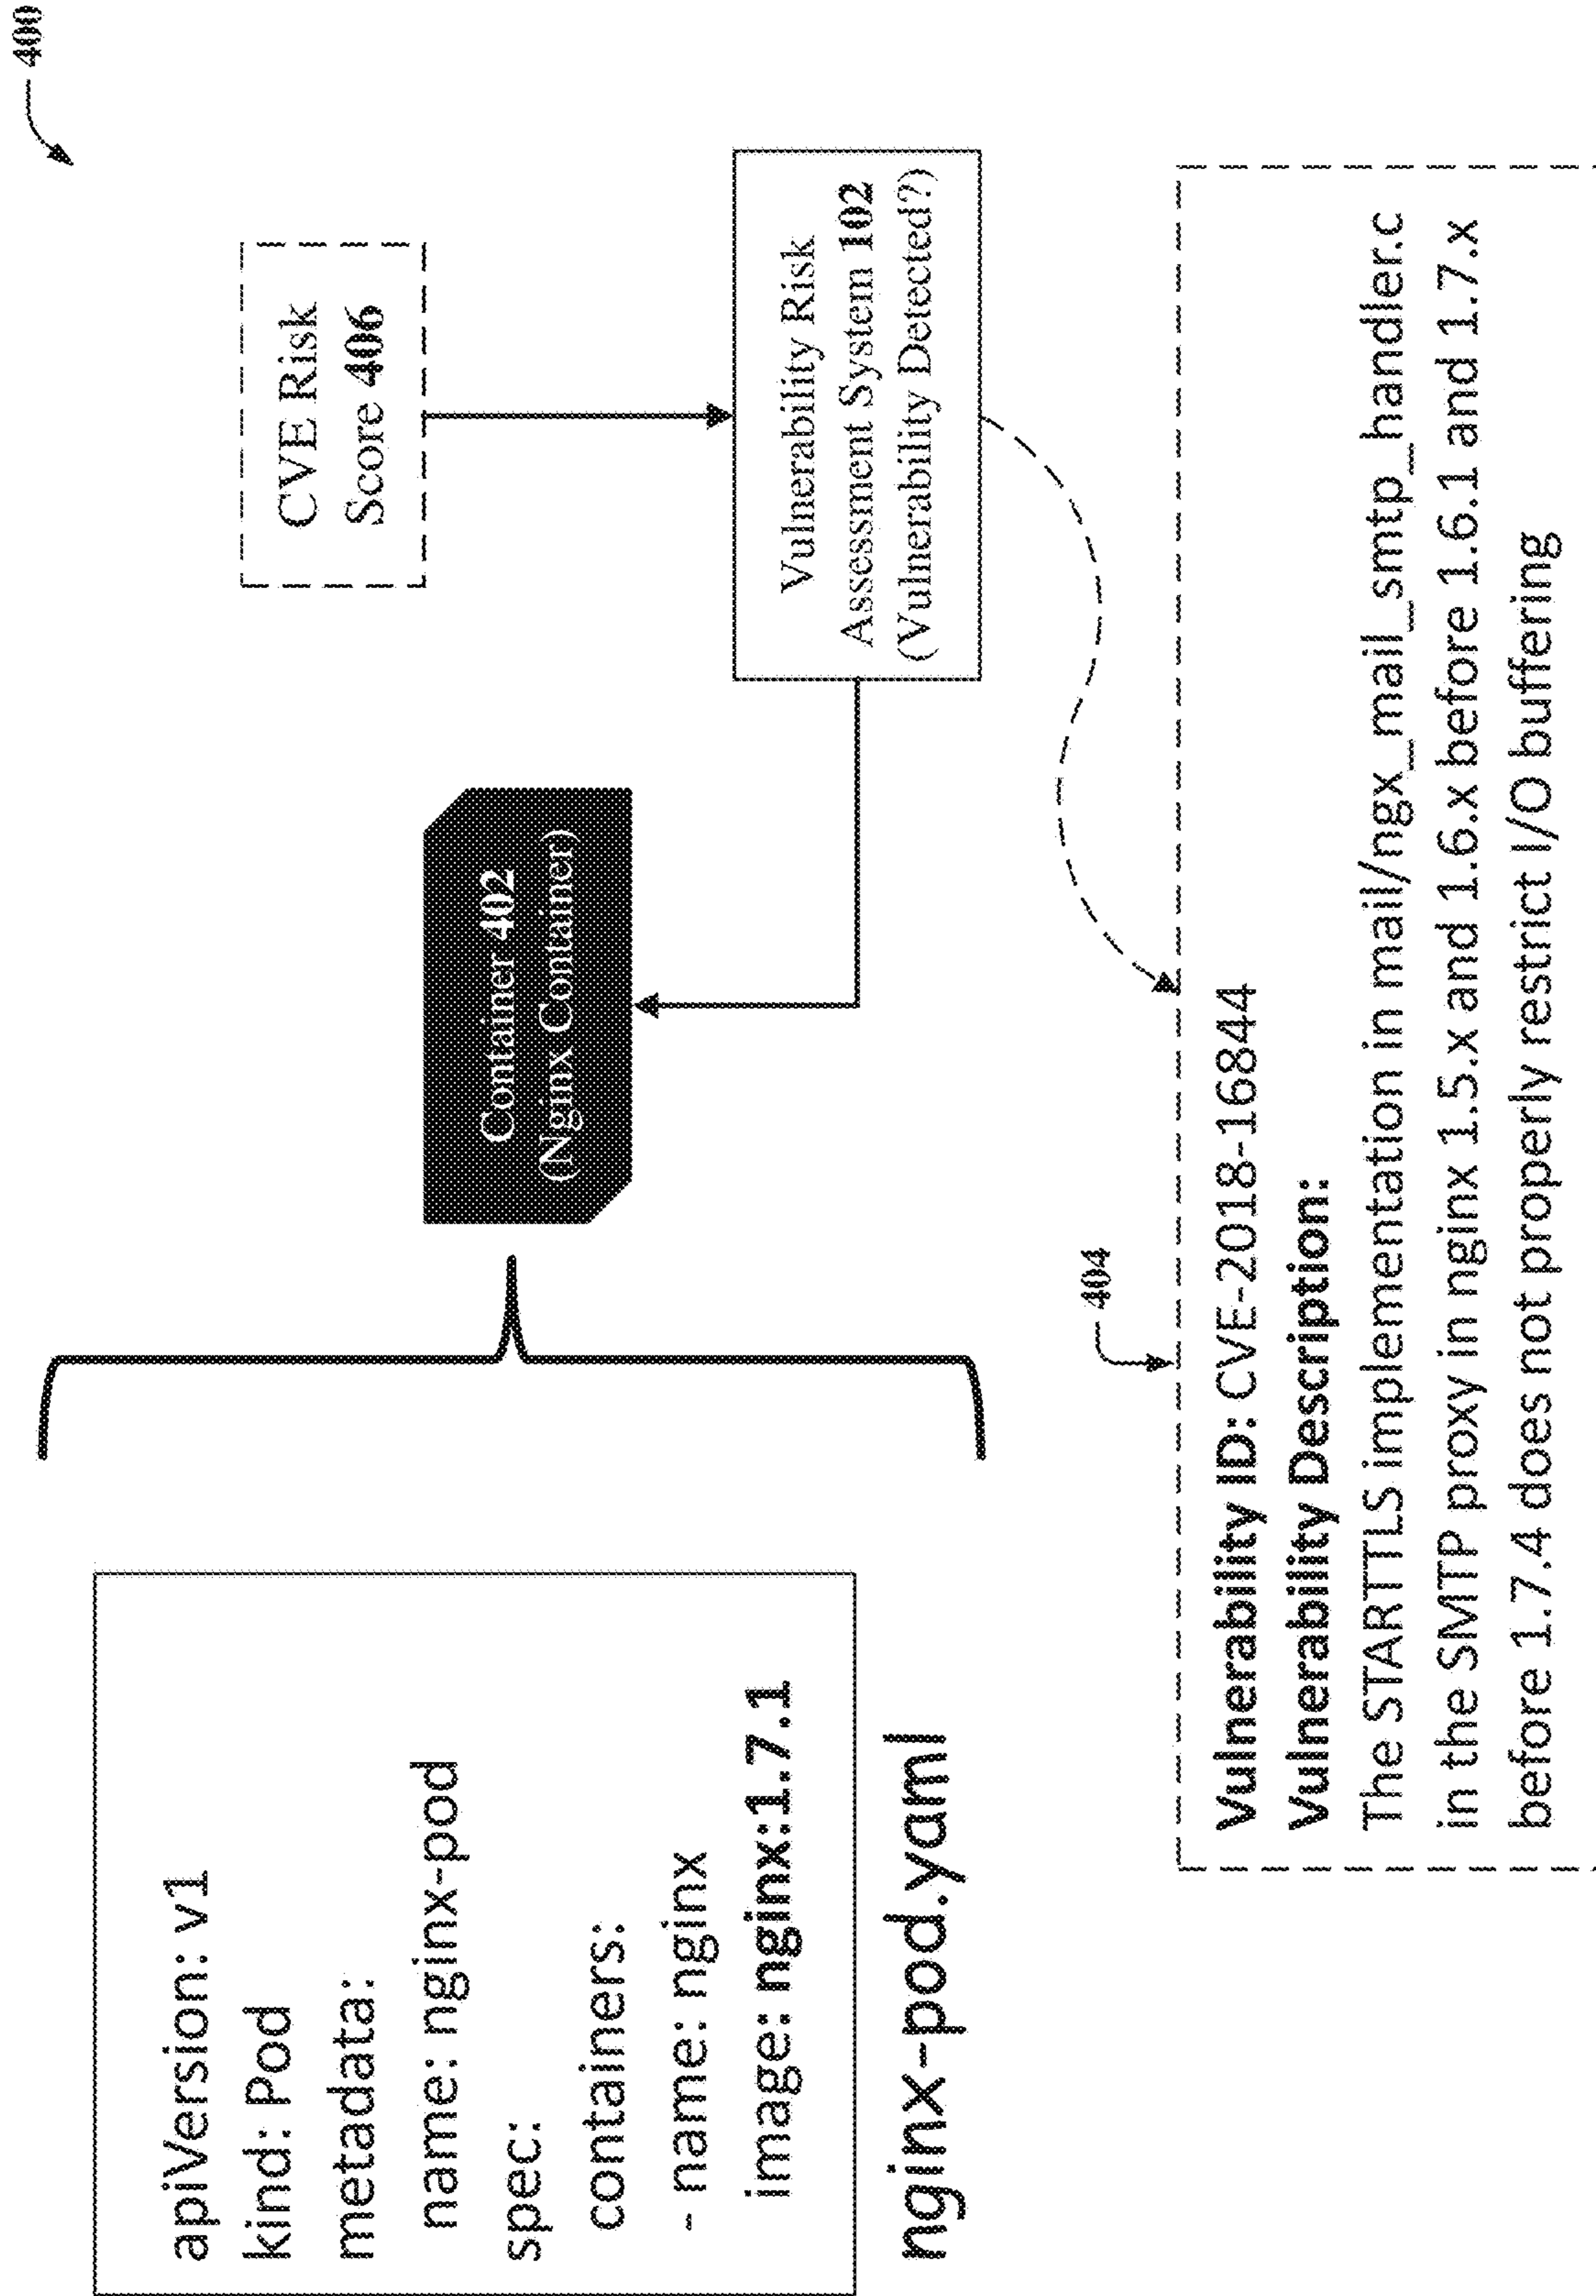 400
apiVersion: v1
kind: Pod
metadata:
name: nginx-pod
spec:
containers:
- name: nginx
image: nginx:1.7.1
nginx-pod.yaml
Container 402
(Nginx Container)
CVE Risk
Score 406
Vulnerability Risk
Assessment System 102
(Vulnerability Detected?)
404
Vulnerability ID: CVE-2018-16844
Vulnerability Description:
The STARTTLS implementation in mail/ngx_mail_smtp_handler.c
in the SMTP proxy in nginx 1.5.x and 1.6.x before 1.6.1 and 1.7.x
before 1.7.4 does not properly restrict I/O buffering